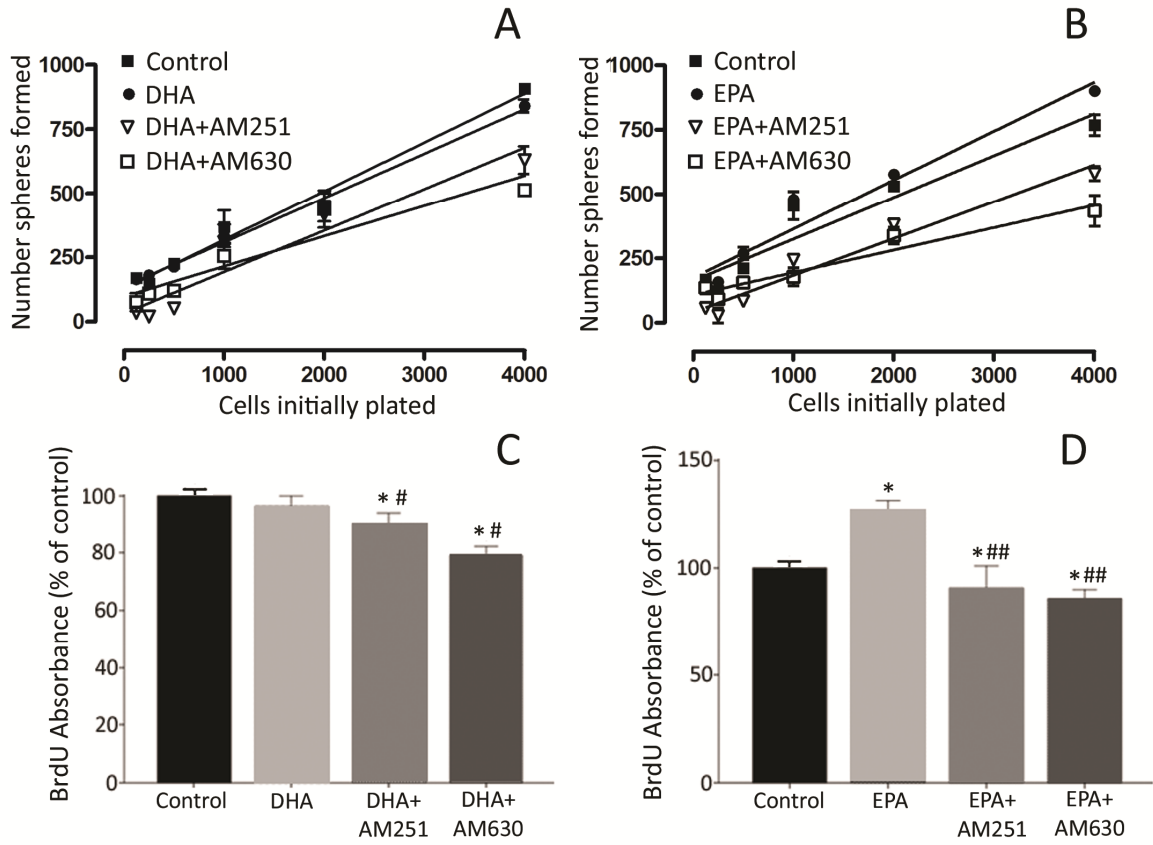 A
Number spheres formed
1000
750
500
250
0
Control
DHA
DHA+AM251
DHA+AM630
0
1000
2000
3000
4000
Cells initially plated
B
Number spheres formed
1000
750
500
250
0
Control
EPA
EPA+AM251
EPA+AM630
0
1000
2000
3000
4000
Cells initially plated
C
BrdU Absorbance (% of control)
100
80
60
40
20
0
* #
* #
Control
DHA
DHA+
AM251
DHA+
AM630
D
BrdU Absorbance (% of control)
150
100
50
0
*
*##
*##
Control
EPA
EPA+
AM251
EPA+
AM630